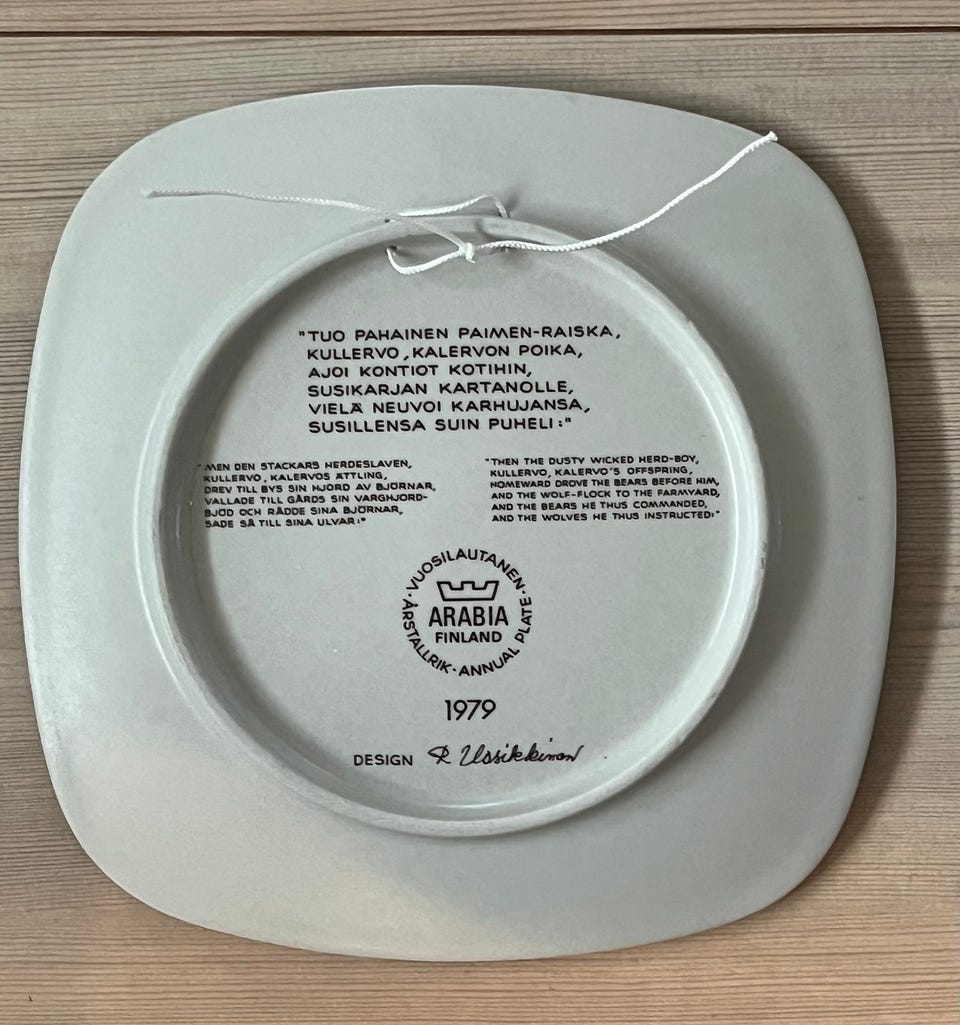 "TUO PAHAINEN PAIMEN-RAISKA,
KULLERVO, KALERVON POIKA,
AJOI KONTIOT KOTIHIN,
SUSIKARJAN KARTANOLLE,
VIELÄ NEUVOI KARHUJANSA,
SUSILLENSA SUIN PUHELI:"
"MEN DEN STACKARS HERDESLAVEN,
KULLERVO, KALERVOS ÄTTLING,
DREV TILL BYS SIN HJORD AV BJÖRNAR,
VALLADE TILL GÅRDS SIN VARGHJORD-
BJÖD OCH RÅDDE SINA BJÖRNAR,
SADE SÅ TILL SINA ULVAR:"
"THEN THE DUSTY WICKED HERD-BOY,
KULLERVO, KALERVO'S OFFSPRING,
HOMEWARD DROVE THE BEARS BEFORE HIM,
AND THE WOLF-FLOCK TO THE FARMYARD,
AND THE BEARS HE THUS COMMANDED,
AND THE WOLVES HE THUS INSTRUCTED:"
· VUOSILAUTANEN ·
ARABIA
FINLAND
ÅRSTALLRIK · ANNUAL PLATE
1979
DESIGN R Uosikkinen